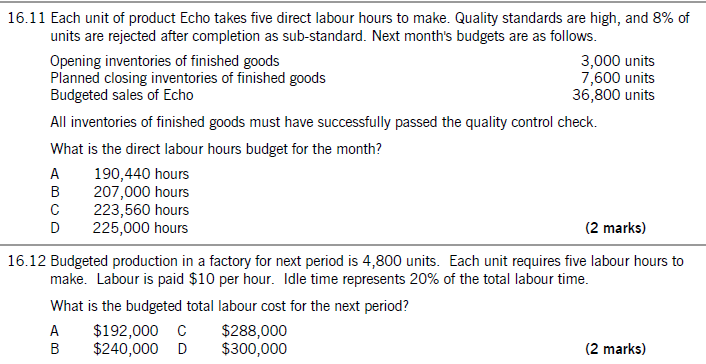 16.11 Each unit of product Echo takes five direct labour hours to make. Quality standards are high, and 8% of
units are rejected after completion as sub-standard. Next month's budgets are as follows.
Opening inventories of finished goods 3,000 units
Planned closing inventories of finished goods 7,600 units
Budgeted sales of Echo 36,800 units
All inventories of finished goods must have successfully passed the quality control check.
What is the direct labour hours budget for the month?
A 190,440 hours
B 207,000 hours
C 223,560 hours
D 225,000 hours (2 marks)
16.12 Budgeted production in a factory for next period is 4,800 units. Each unit requires five labour hours to
make. Labour is paid $10 per hour. Idle time represents 20% of the total labour time.
What is the budgeted total labour cost for the next period?
A $192,000 C $288,000
B $240,000 D $300,000 (2 marks)